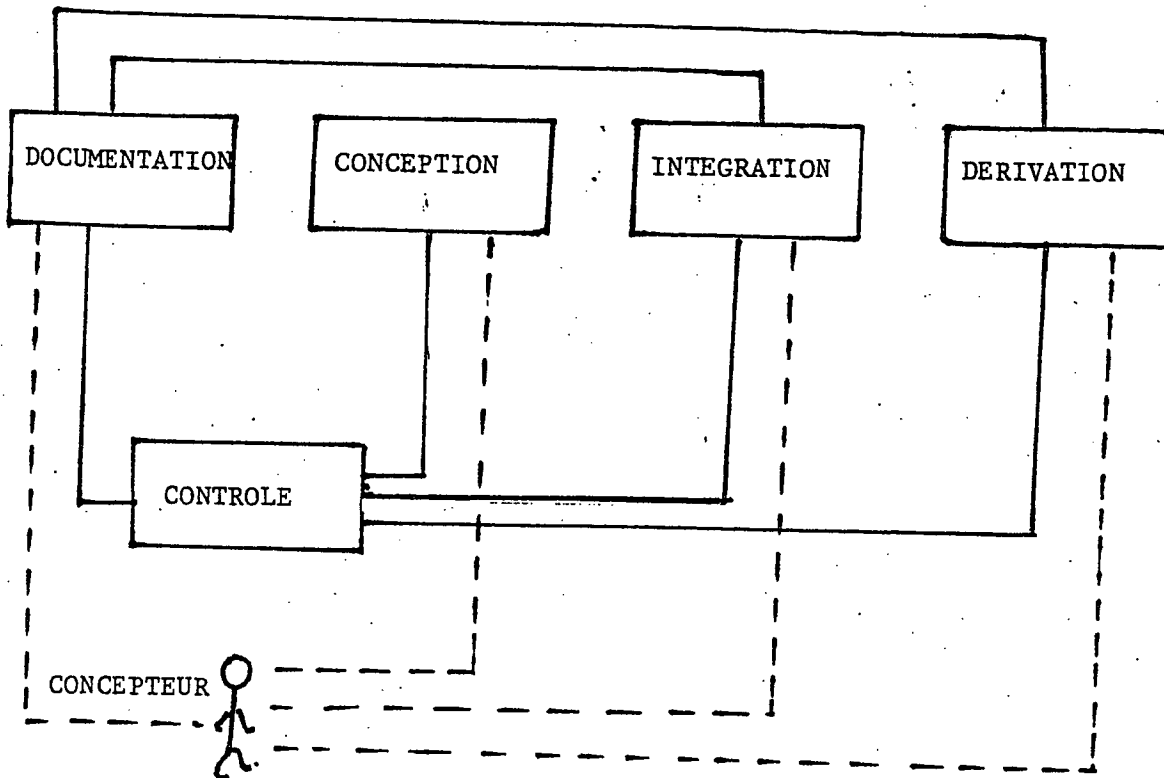 DOCUMENTATION
CONCEPTION
INTEGRATION
DERIVATION
CONTROLE
CONCEPTEUR